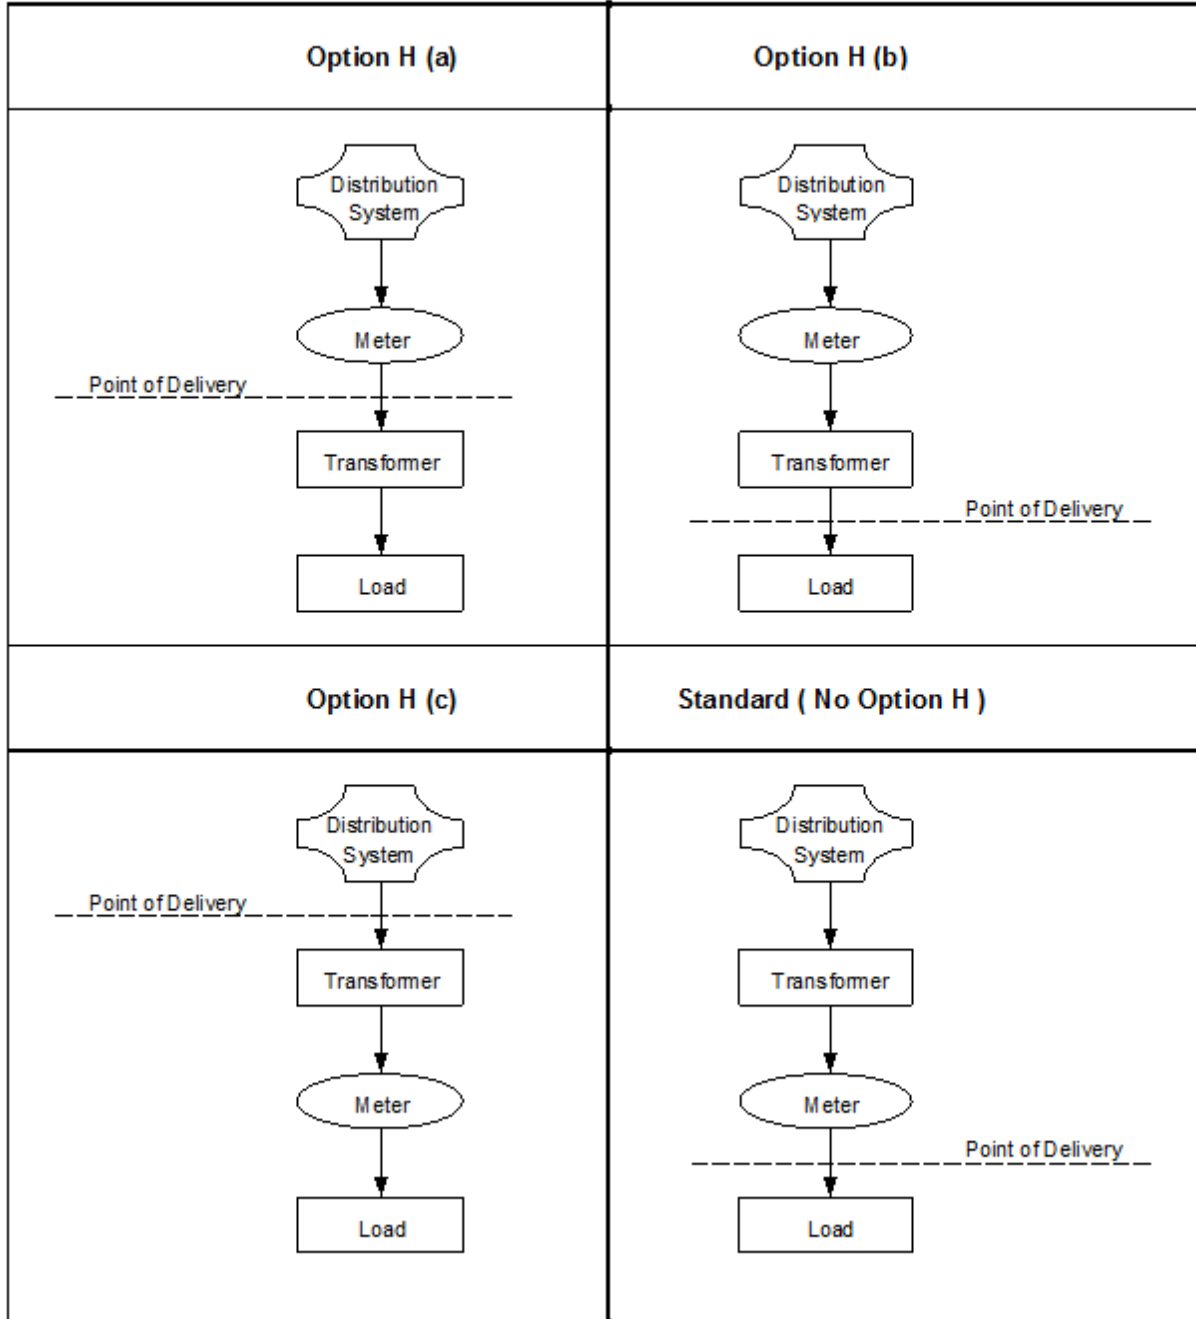 Option H (a)
Option H (b)
Distribution
System
Meter
Point of Delivery
Transformer
Load
Distribution
System
Meter
Transformer
Point of Delivery
Load
Option H (c)
Standard ( No Option H )
Distribution
System
Point of Delivery
Transformer
Meter
Load
Distribution
System
Transformer
Meter
Point of Delivery
Load